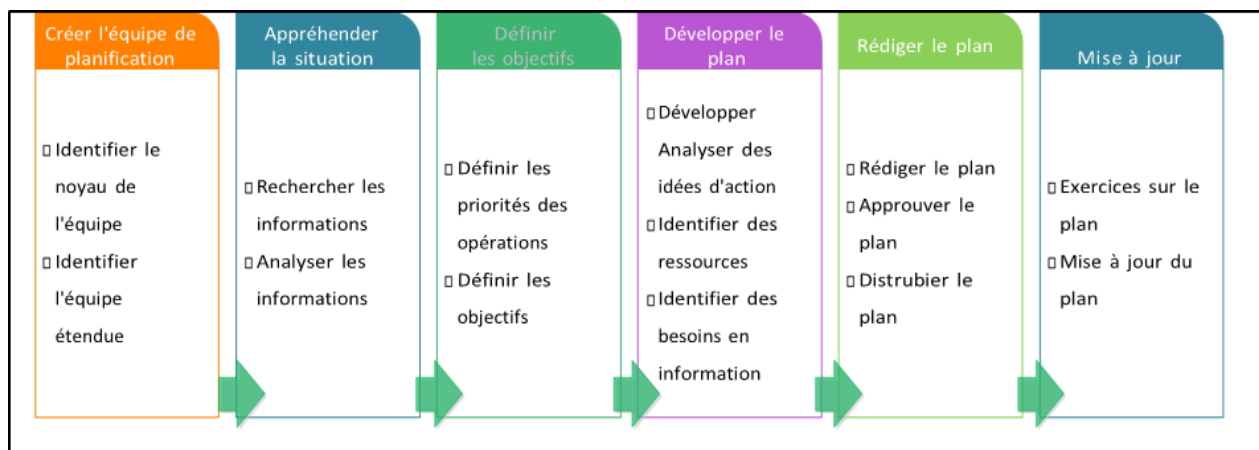 Créer l'équipe de
planification
Identifier le
noyau de
l'équipe
Identifier
l'équipe
étendue
Appréhender
la situation
Rechercher les
informations
Analyser les
informations
Définir
les objectifs
Définir les
priorités des
opérations
Définir les
objectifs
Développer le
plan
Développer
Analyser des
idées d'action
Identifier des
ressources
Identifier des
besoins en
information
Rédiger le plan
Rédiger le plan
Approuver le
plan
Distrubier le
plan
Mise à jour
Exercices sur le
plan
Mise à jour du
plan